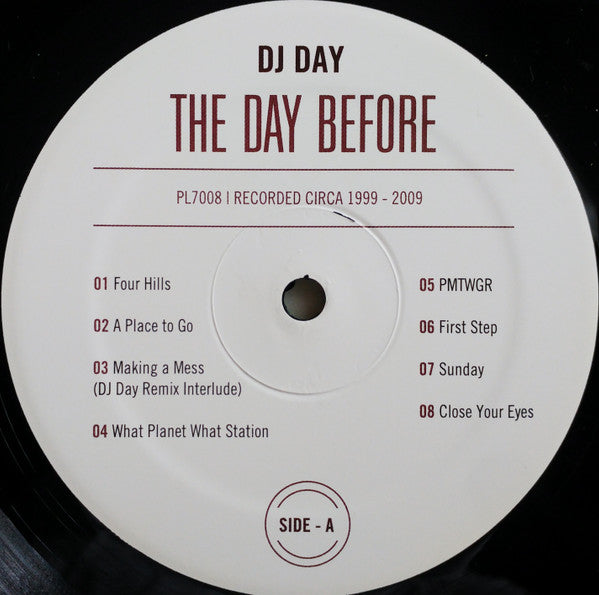 DJ DAY
THE DAY BEFORE
PL7008 | RECORDED CIRCA 1999 - 2009
01 Four Hills
02 A Place to Go
03 Making a Mess
(DJ Day Remix Interlude)
04 What Planet What Station
05 PMTWGR
06 First Step
07 Sunday
08 Close Your Eyes
SIDE - A